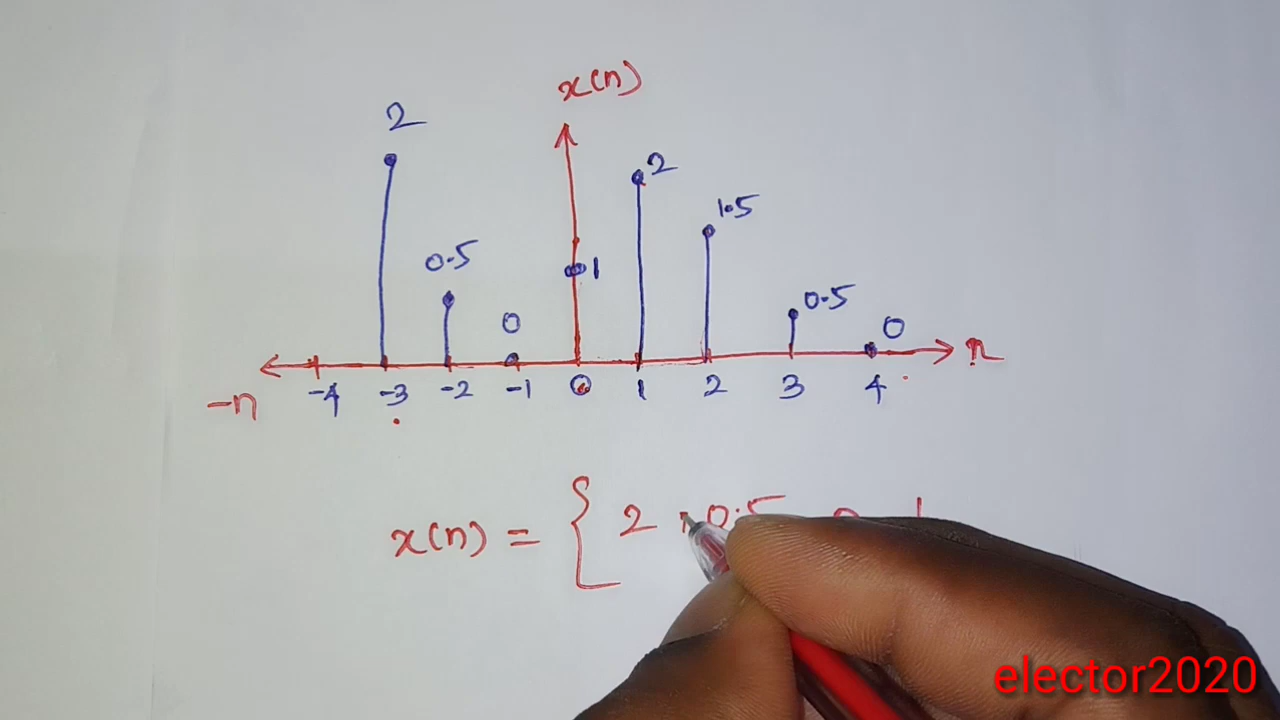 x(n)
2
2
1.5
0.5
1
0.5
0
0
n
-n -4 -3 -2 -1 0 1 2 3 4
x(n) = { 2 , 0.5
elector2020